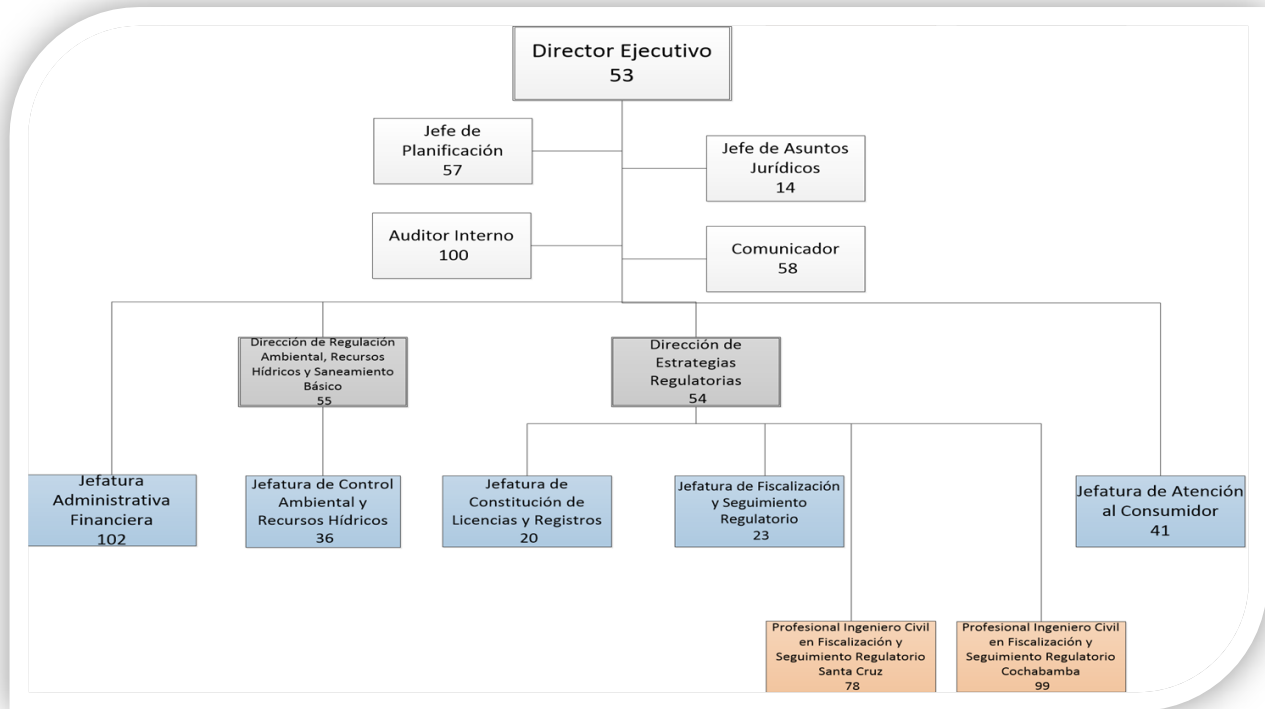 Director Ejecutivo
53
Jefe de
Planificación
57
Jefe de Asuntos
Jurídicos
14
Auditor Interno
100
Comunicador
58
Dirección de Regulación
Ambiental, Recursos
Hídricos y Saneamiento
Básico
55
Dirección de
Estrategias
Regulatorias
54
Jefatura
Administrativa
Financiera
102
Jefatura de Control
Ambiental y
Recursos Hídricos
36
Jefatura de
Constitución de
Licencias y Registros
20
Jefatura de Fiscalización
y Seguimiento
Regulatorio
23
Jefatura de Atención
al Consumidor
41
Profesional Ingeniero Civil
en Fiscalización y
Seguimiento Regulatorio
Santa Cruz
78
Profesional Ingeniero Civil
en Fiscalización y
Seguimiento Regulatorio
Cochabamba
99